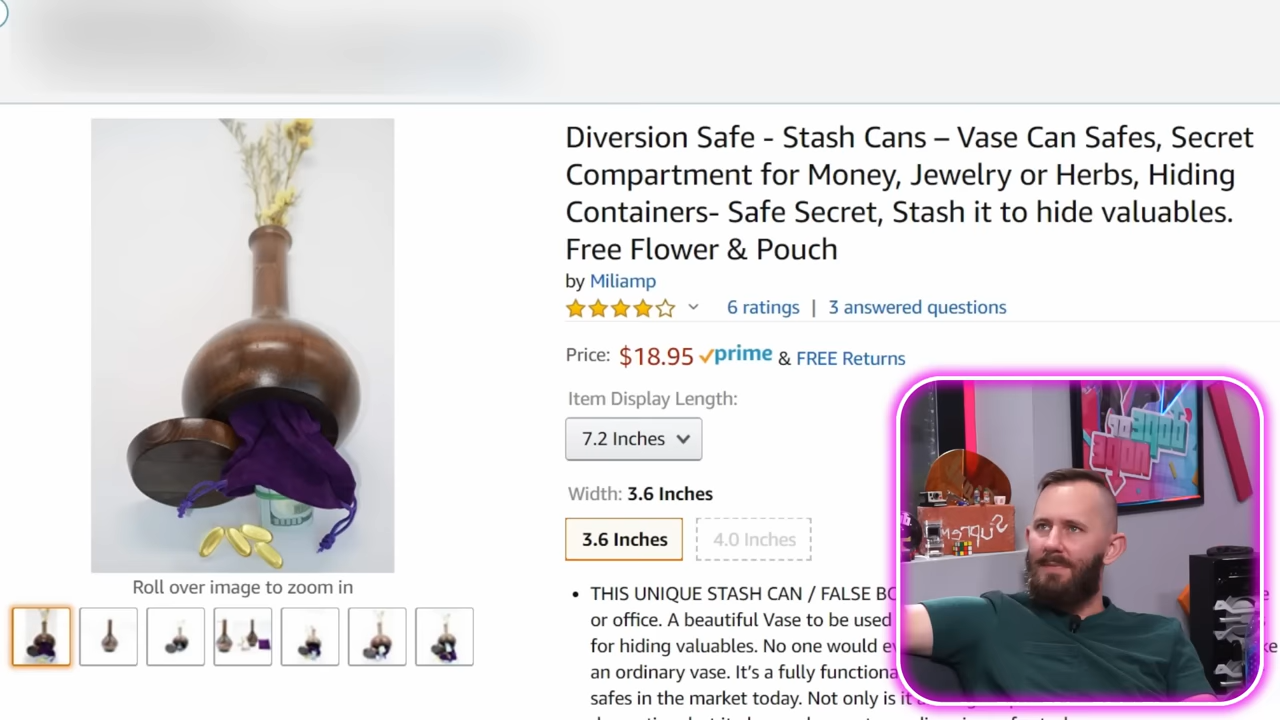 Diversion Safe - Stash Cans – Vase Can Safes, Secret
Compartment for Money, Jewelry or Herbs, Hiding
Containers- Safe Secret, Stash it to hide valuables.
Free Flower & Pouch
by Miliamp
6 ratings | 3 answered questions
Price: $18.95 prime & FREE Returns
Item Display Length:
7.2 Inches
Width: 3.6 Inches
3.6 Inches 4.0 Inches
Roll over image to zoom in
• THIS UNIQUE STASH CAN / FALSE BO
or office. A beautiful Vase to be used
for hiding valuables. No one would ev
an ordinary vase. It’s a fully functiona
safes in the market today. Not only is it